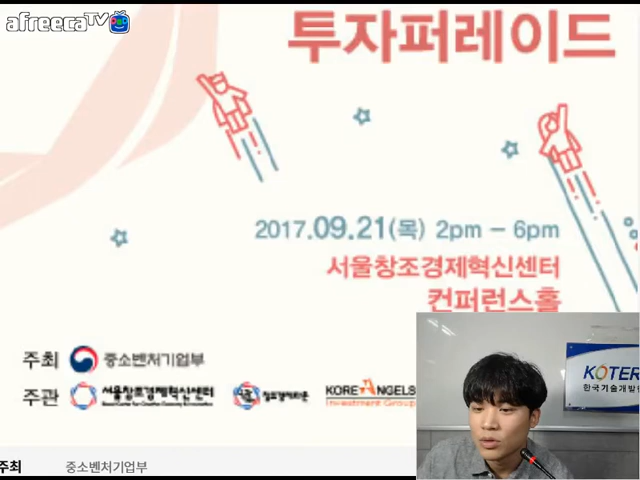 afreecaTV
투자퍼레이드
2017.09.21(목) 2pm – 6pm
서울창조경제혁신센터
컨퍼런스홀
주최 중소벤처기업부
주관 서울창조경제혁신센터 KOREANGELS
Investment Group
KOTER
한국기술개발
주최 중소벤처기업부